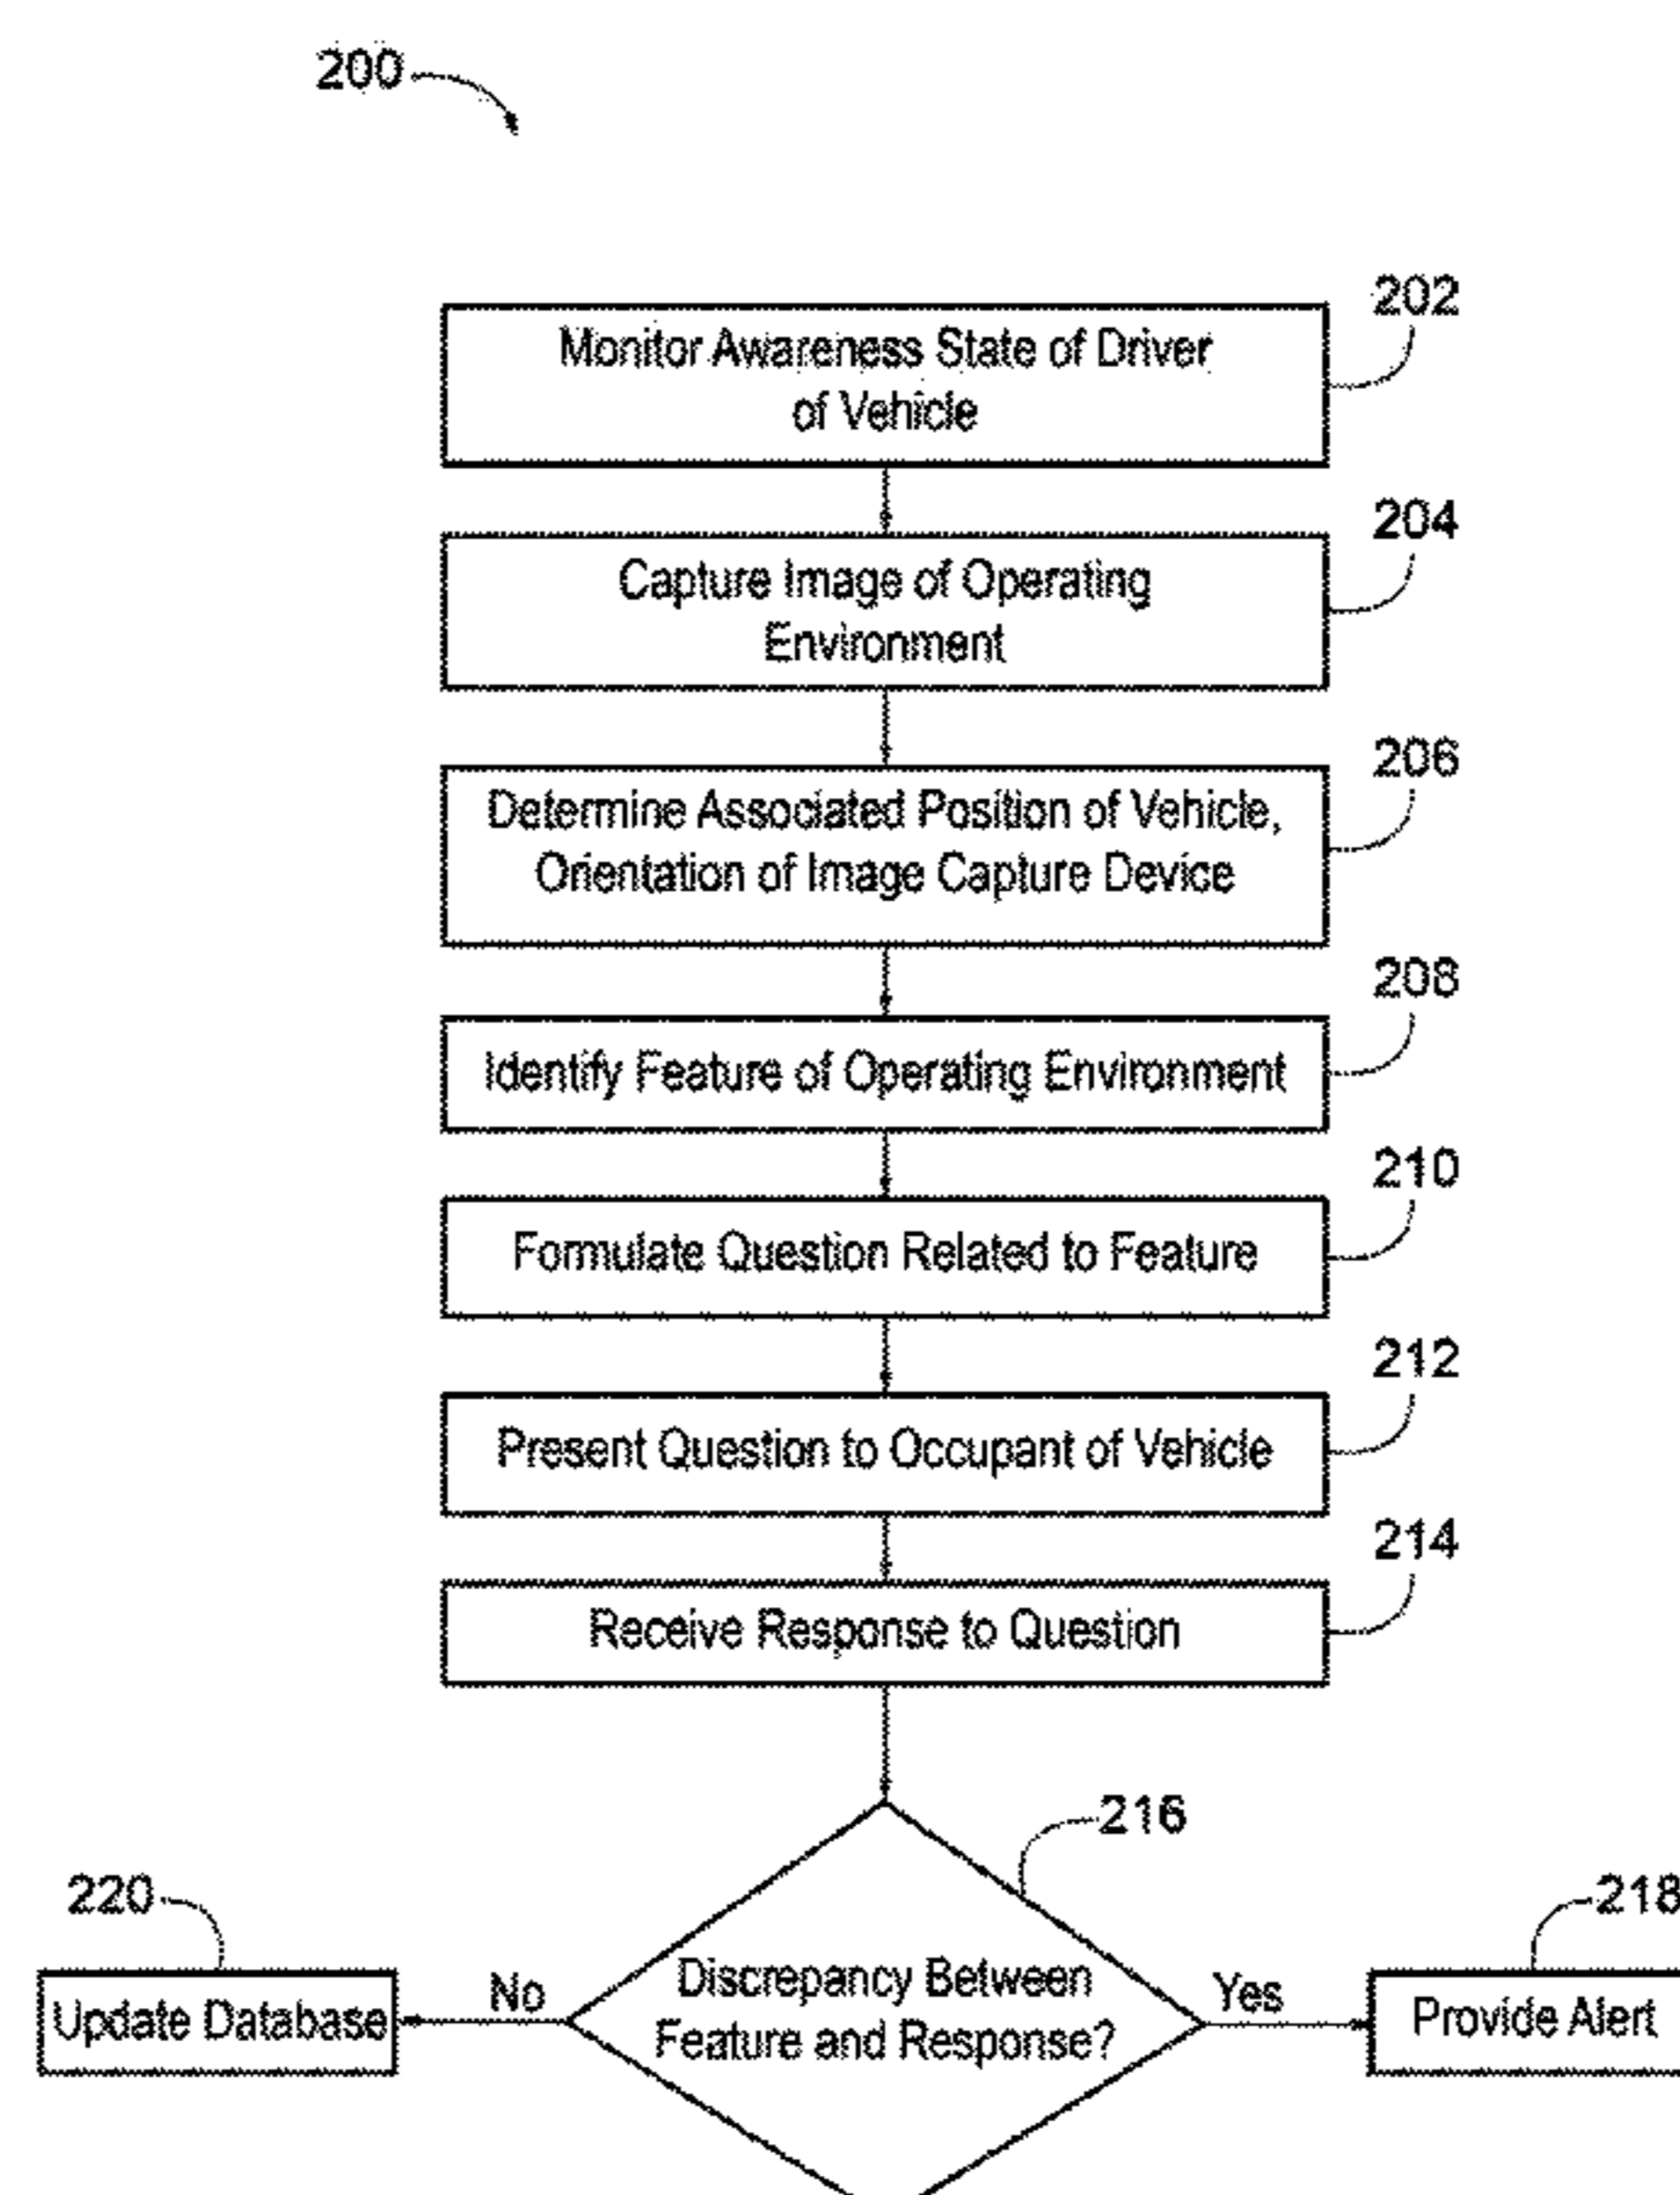 200
202
Monitor Awareness State of Driver
of Vehicle
204
Capture Image of Operating
Environment
206
Determine Associated Position of Vehicle,
Orientation of Image Capture Device
208
Identify Feature of Operating Environment
210
Formulate Question Related to Feature
212
Present Question to Occupant of Vehicle
214
Receive Response to Question
216
220
218
Discrepancy Between
Feature and Response?
No
Yes
Update Database
Provide Alert